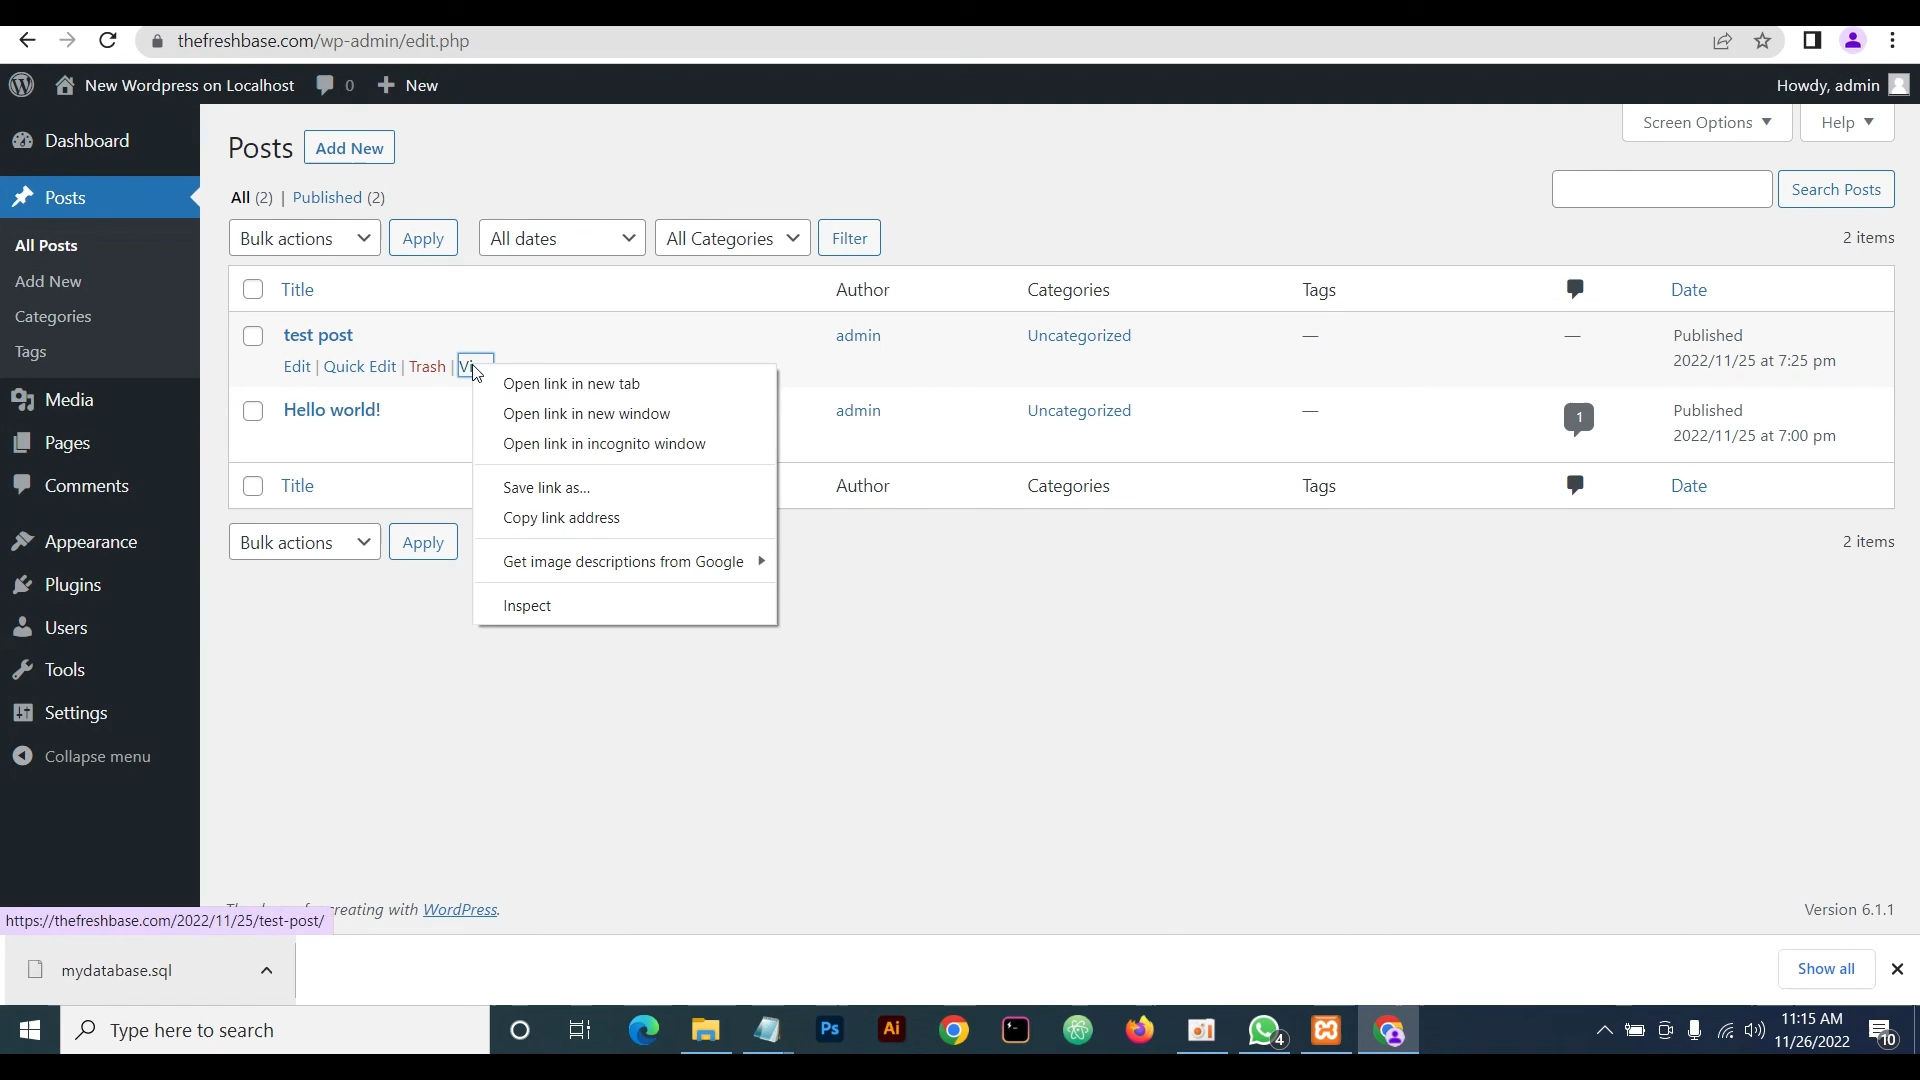 thefreshbase.com/wp-admin/edit.php
New Wordpress on Localhost 0 New Howdy, admin
Dashboard
Posts
All Posts
Add New
Categories
Tags
Media
Pages
Comments
Appearance
Plugins
Users
Tools
Settings
Collapse menu
Screen Options Help
Posts Add New
All (2) | Published (2)
Search Posts
Bulk actions Apply All dates All Categories Filter 2 items
Title Author Categories Tags Date
test post admin Uncategorized — — Published
2022/11/25 at 7:25 pm
Edit | Quick Edit | Trash |
Hello world! admin Uncategorized — 1 Published
2022/11/25 at 7:00 pm
Title Author Categories Tags Date
Bulk actions Apply 2 items
Open link in new tab
Open link in new window
Open link in incognito window
Save link as...
Copy link address
Get image descriptions from Google
Inspect
creating with WordPress. Version 6.1.1
https://thefreshbase.com/2022/11/25/test-post/
mydatabase.sql Show all
Type here to search
Ps Ai 4
11:15 AM
11/26/2022
10